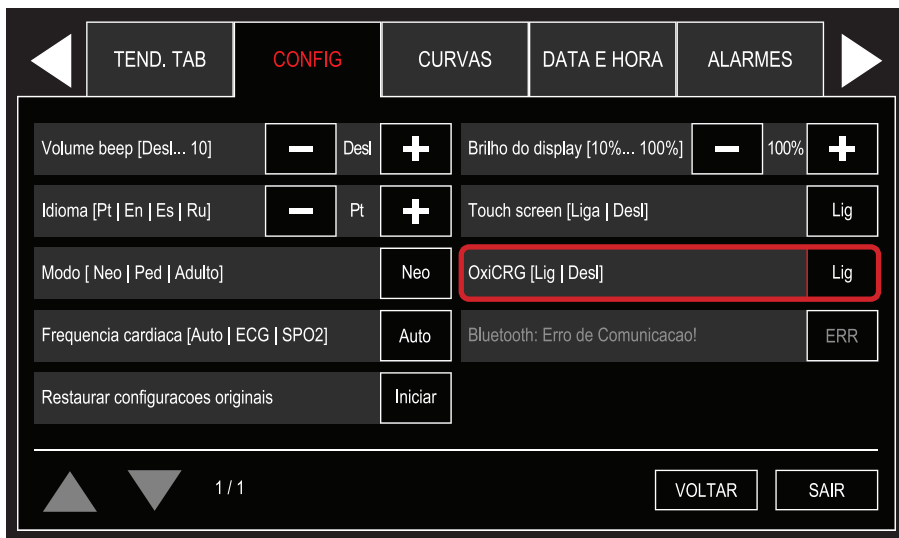 TEND. TAB CONFIG CURVAS DATA E HORA ALARMES
Volume beep [Desl... 10] Desl Brilho do display [10%... 100%] 100%
Idioma [Pt | En | Es | Ru] Pt Touch screen [Liga | Desl] Lig
Modo [ Neo | Ped | Adulto] Neo OxiCRG [Lig | Desl] Lig
Frequencia cardiaca [Auto | ECG | SPO2] Auto Bluetooth: Erro de Comunicacao! ERR
Restaurar configuracoes originais Iniciar
1 / 1 VOLTAR SAIR